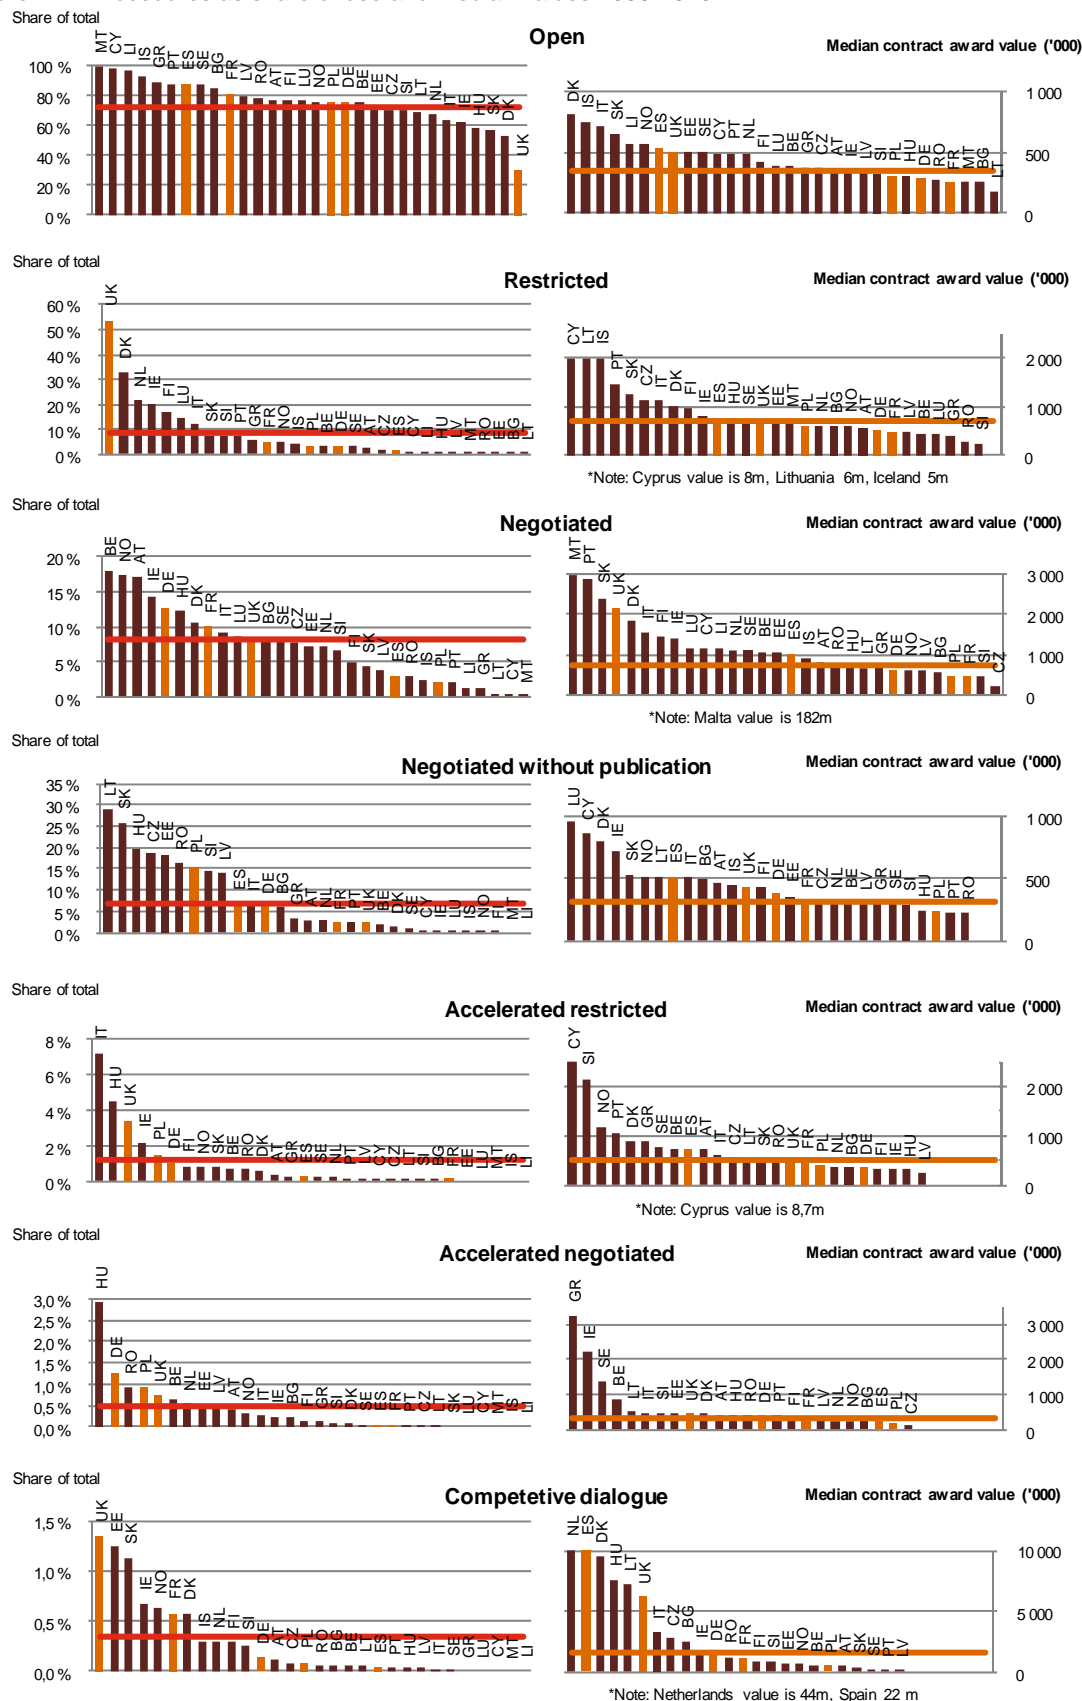 Share of total
Open
Median contract award value ('000)
MT CY LI IS GR PT ES SE BG FR LV RO AT FI LU NO PL DE BE EE CZ SI LT NL IT IE HU SK DK UK
100 %
80 %
60 %
40 %
20 %
0 %
DK IS IT SK LI NO ES UK EE SE CY PT NL FI LU BE GR CZ AT IE LV SI PL HU DE RO FR MT BG LT
1 000
500
0
Share of total
Restricted
Median contract award value ('000)
UK DK NL IE FI LU IT SK SI PT GR FR NO IS PL BE DE SE AT CZ ES CY LI HU LV MT RO EE BG LT
60 %
50 %
40 %
30 %
20 %
10 %
0 %
CY LT IS PT SK CZ IT DK FI IE ES HU SE UK EE MT PL NL BG NO AT DE FR LV BE LU GR RO SI
2 000
1 000
0
*Note: Cyprus value is 8m, Lithuania 6m, Iceland 5m
Share of total
Negotiated
Median contract award value ('000)
BE NO AT IE DE HU DK FR IT LU UK BG SE CZ EE NL SI FI SK LV ES RO IS PL PT LI GR LT CY MT
20 %
15 %
10 %
5 %
0 %
MT PT SK UK DK IT FI IE LU CY LI NL SE BE EE ES IS AT RO HU LT GR DE NO LV BG PL FR SI CZ
3 000
2 000
1 000
0
*Note: Malta value is 182m
Share of total
Negotiated without publication
Median contract award value ('000)
LT SK HU CZ EE RO PL SI LV ES IT DE BG GR AT NL FR PT UK BE DK SE CY IE LU IS NO FI MT LI
35 %
30 %
25 %
20 %
15 %
10 %
5 %
0 %
LU CY DK IE SK NO LT ES IT BG AT IS UK FI DE EE FR CZ NL BE LV GR SE SI HU PL PT RO
1 000
500
0
Share of total
Accelerated restricted
Median contract award value ('000)
IT HU UK IE PL DE FI NO SK BE RO DK AT GR ES SE NL PT LV CY CZ LT SI BG FR EE LU MT IS LI
8 %
6 %
4 %
2 %
0 %
CY SI NO PT DK GR SE BE ES AT IT CZ LT SK RO UK FR PL NL BG DE FI IE HU LV
2 000
1 000
0
*Note: Cyprus value is 8,7m
Share of total
Accelerated negotiated
Median contract award value ('000)
HU DE RO PL UK BE NL EE LV AT NO IT IE BG FI GR SI DK SE ES FR PT CZ LT SK LU CY MT IS LI
3,0 %
2,5 %
2,0 %
1,5 %
1,0 %
0,5 %
0,0 %
GR IE SE BE LT IT SI EE UK DK AT HU RO DE PT FI FR LV NL NO BG ES PL CZ
3 000
2 000
1 000
0
Share of total
Competetive dialogue
Median contract award value ('000)
UK EE SK IE NO FR DK IS NL FI SI DE AT CZ PL RO BG BE LT ES PT HU LV IT SE GR LU CY MT LI
1,5 %
1,0 %
0,5 %
0,0 %
NL ES DK HU LT UK IT CZ BG IE DE RO FR FI SI EE NO BE PL AT SK SE PT LV
10 000
5 000
0
*Note: Netherlands value is 44m, Spain 22 m